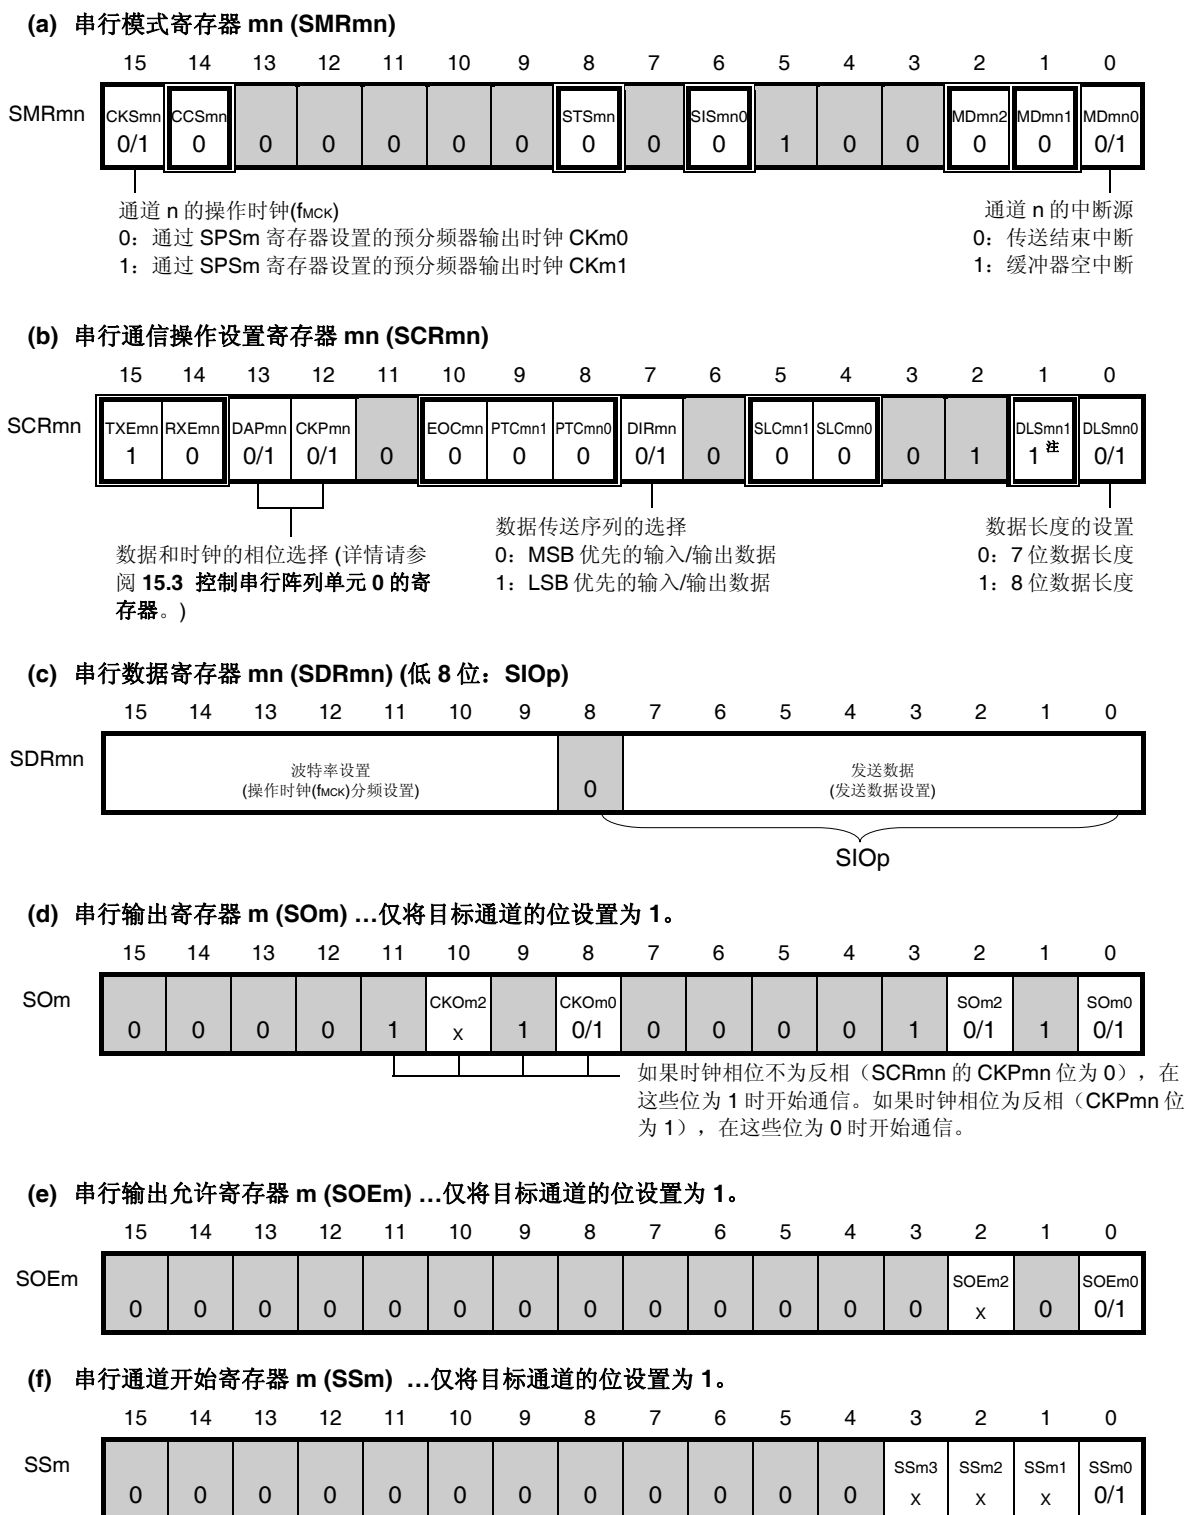 (a) 串行模式寄存器 mn (SMRmn)
15 14 13 12 11 10 9 8 7 6 5 4 3 2 1 0
SMRmn CKSmn CCSmn STSmn SISmn0 MDmn2 MDmn1 MDmn0
0/1 0 0 0 0 0 0 0 0 0 1 0 0 0 0 0/1
通道 n 的操作时钟(fMCK) 通道 n 的中断源
0：通过 SPSm 寄存器设置的预分频器输出时钟 CKm0 0：传送结束中断
1：通过 SPSm 寄存器设置的预分频器输出时钟 CKm1 1：缓冲器空中断
(b) 串行通信操作设置寄存器 mn (SCRmn)
15 14 13 12 11 10 9 8 7 6 5 4 3 2 1 0
SCRmn TXEmn RXEmn DAPmn CKPmn EOCmn PTCmn1 PTCmn0 DIRmn SLCmn1 SLCmn0 DLSmn1 DLSmn0
1 0 0/1 0/1 0 0 0 0 0/1 0 0 0 0 1 1注 0/1
数据传送序列的选择 数据长度的设置
数据和时钟的相位选择 (详情请参 0：MSB 优先的输入/输出数据 0：7 位数据长度
阅 15.3 控制串行阵列单元 0 的寄 1：LSB 优先的输入/输出数据 1：8 位数据长度
存器。)
(c) 串行数据寄存器 mn (SDRmn) (低 8 位：SIOp)
15 14 13 12 11 10 9 8 7 6 5 4 3 2 1 0
SDRmn 波特率设置 发送数据
(操作时钟(fMCK)分频设置) 0 (发送数据设置)
SIOp
(d) 串行输出寄存器 m (SOm) …仅将目标通道的位设置为 1。
15 14 13 12 11 10 9 8 7 6 5 4 3 2 1 0
SOm CKOm2 CKOm0 SOm2 SOm0
0 0 0 0 1 x 1 0/1 0 0 0 0 1 0/1 1 0/1
如果时钟相位不为反相（SCRmn 的 CKPmn 位为 0），在
这些位为 1 时开始通信。如果时钟相位为反相（CKPmn 位
为 1），在这些位为 0 时开始通信。
(e) 串行输出允许寄存器 m (SOEm) …仅将目标通道的位设置为 1。
15 14 13 12 11 10 9 8 7 6 5 4 3 2 1 0
SOEm SOEm2 SOEm0
0 0 0 0 0 0 0 0 0 0 0 0 0 x 0 0/1
(f) 串行通道开始寄存器 m (SSm) …仅将目标通道的位设置为 1。
15 14 13 12 11 10 9 8 7 6 5 4 3 2 1 0
SSm SSm3 SSm2 SSm1 SSm0
0 0 0 0 0 0 0 0 0 0 0 0 x x x 0/1